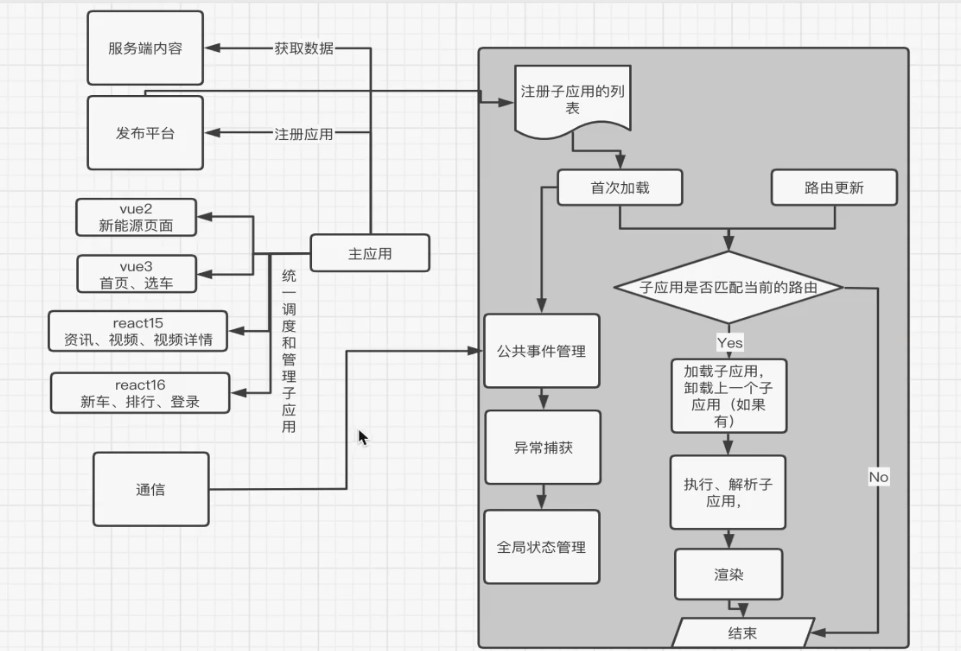 服务端内容
获取数据
发布平台
注册应用
vue2
新能源页面
vue3
首页、选车
react15
资讯、视频、视频详情
react16
新车、排行、登录
主应用
统一调度和管理子应用
通信
注册子应用的列
表
首次加载
路由更新
子应用是否匹配当前的路由
Yes
No
公共事件管理
异常捕获
全局状态管理
加载子应用，
卸载上一个子
应用（如果
有）
执行、解析子
应用，
渲染
结束